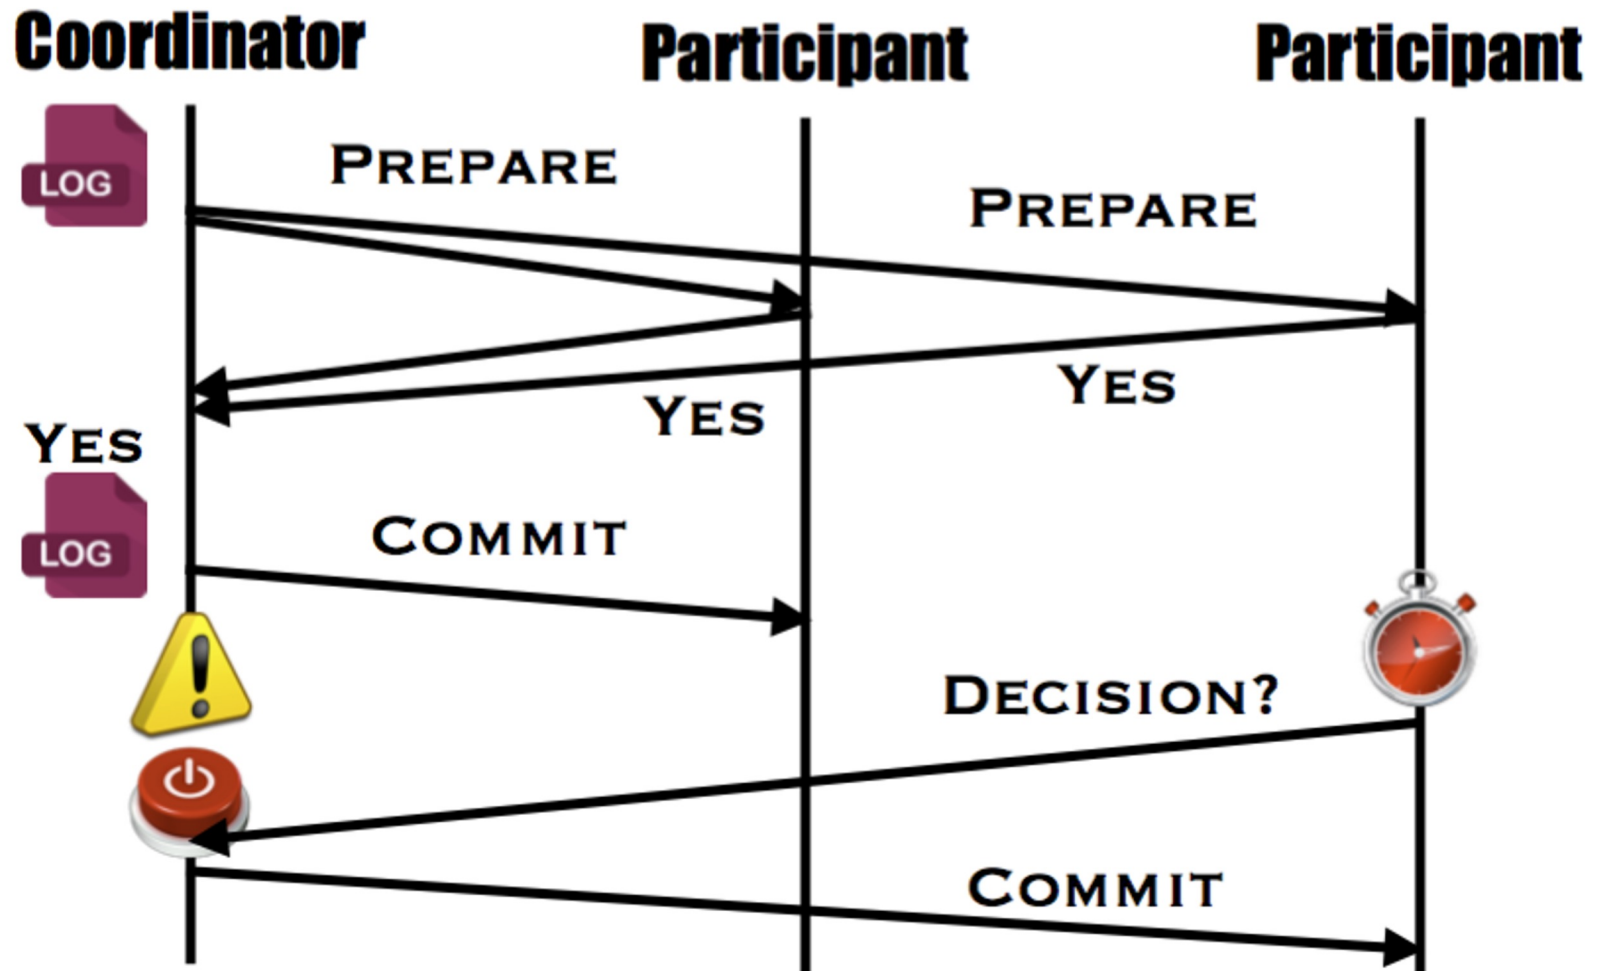 Coordinator
Participant
Participant
LOG
PREPARE
PREPARE
YES
YES
YES
LOG
COMMIT
DECISION?
COMMIT